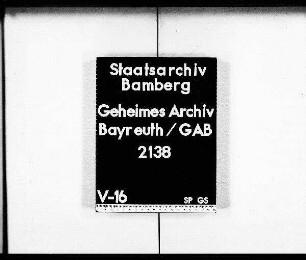 Staatsarchiv
Bamberg
Geheimes Archiv
Bayreuth / GAB
2138
V-16 SP GS